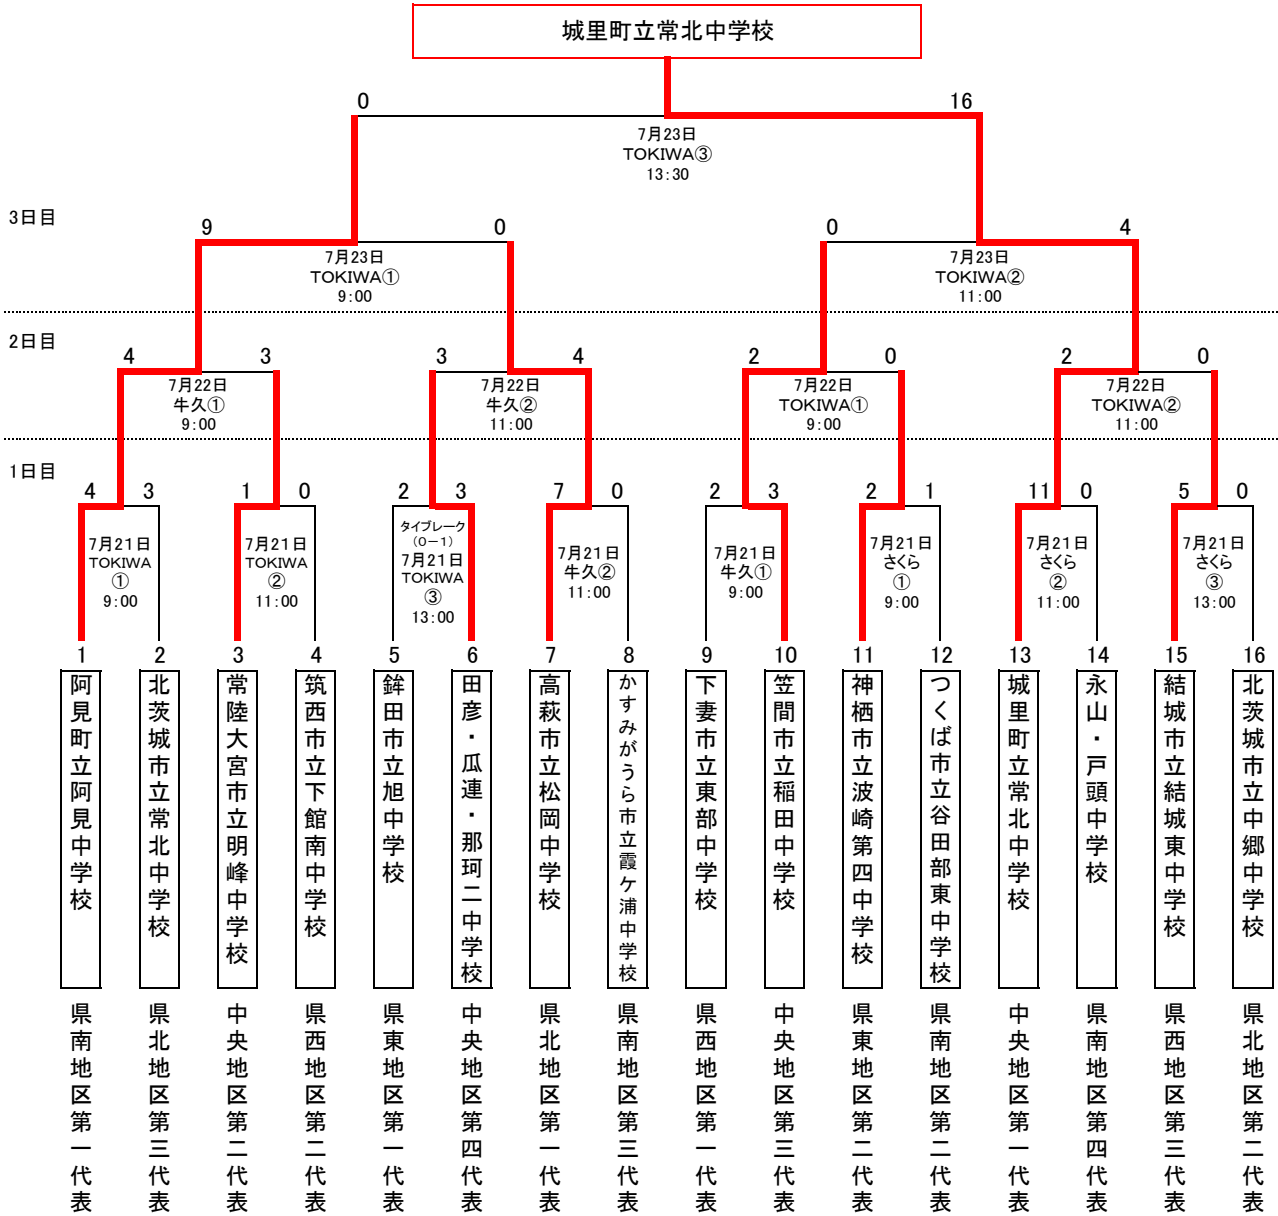 城里町立常北中学校
0
16
7月23日
TOKIWA③
13:30
3日目
9
0
0
4
7月23日
TOKIWA①
9:00
7月23日
TOKIWA②
11:00
2日目
4
3
3
4
2
0
2
0
7月22日
牛久①
9:00
7月22日
牛久②
11:00
7月22日
TOKIWA①
9:00
7月22日
TOKIWA②
11:00
1日目
4
3
1
0
2
3
7
0
2
3
2
1
11
0
5
0
7月21日
TOKIWA
①
9:00
7月21日
TOKIWA
②
11:00
タイブレーク
(0-1)
7月21日
TOKIWA
③
13:00
7月21日
牛久②
11:00
7月21日
牛久①
9:00
7月21日
さくら
①
9:00
7月21日
さくら
②
11:00
7月21日
さくら
③
13:00
1
2
3
4
5
6
7
8
9
10
11
12
13
14
15
16
阿見町立阿見中学校
北茨城市立常北中学校
常陸大宮市立明峰中学校
筑西市立下館南中学校
鉾田市立旭中学校
田彦・瓜連・那珂二中学校
高萩市立松岡中学校
かすみがうら市立霞ケ浦中学校
下妻市立東部中学校
笠間市立稲田中学校
神栖市立波崎第四中学校
つくば市立谷田部東中学校
城里町立常北中学校
永山・戸頭中学校
結城市立結城東中学校
北茨城市立中郷中学校
県南地区第一代表
県北地区第三代表
中央地区第二代表
県西地区第二代表
県東地区第一代表
中央地区第四代表
県北地区第一代表
県南地区第三代表
県西地区第一代表
中央地区第三代表
県東地区第二代表
県南地区第二代表
中央地区第一代表
県南地区第四代表
県西地区第三代表
県北地区第二代表